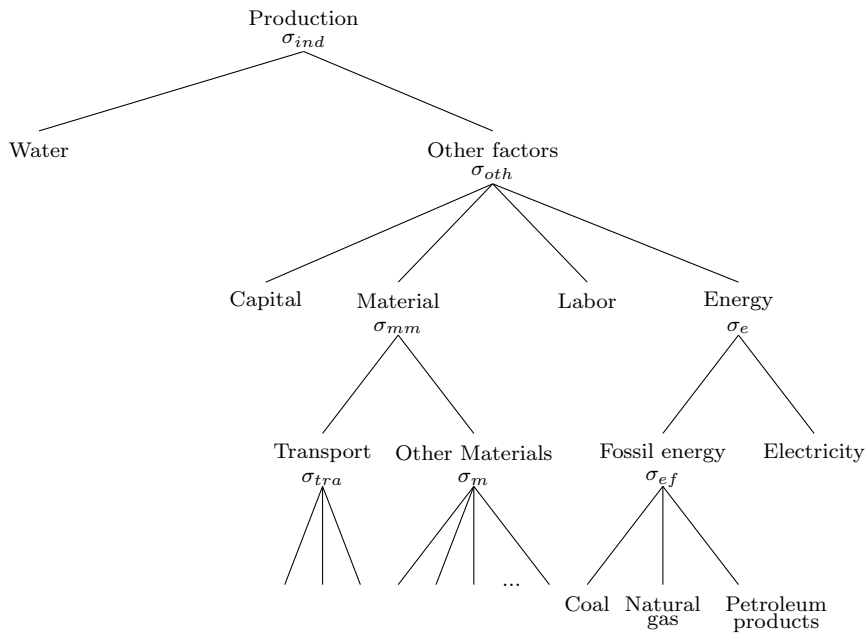 Production
σ_ind
Water
Other factors
σ_oth
Capital
Material
Labor
Energy
σ_mm
σ_e
Transport
Other Materials
Fossil energy
Electricity
σ_tra
σ_m
σ_ef
...
Coal
Natural
gas
Petroleum
products